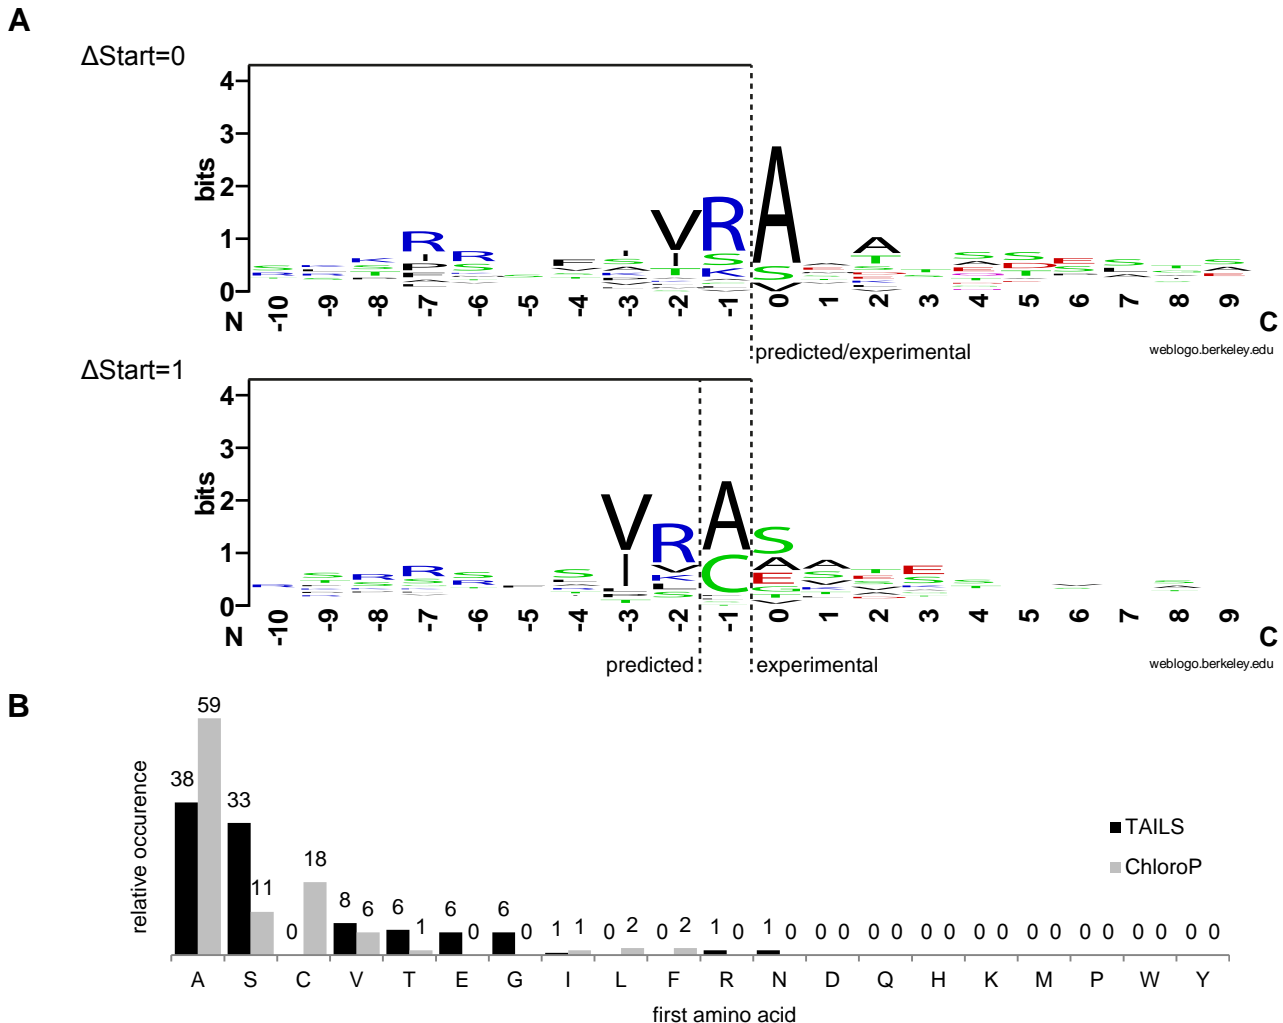 A
ΔStart=0
bits
4
3
2
1
0
N
-10 -9 -8 -7 -6 -5 -4 -3 -2 -1 0 1 2 3 4 5 6 7 8 9
C
predicted/experimental
weblogo.berkeley.edu
ΔStart=1
bits
4
3
2
1
0
N
-10 -9 -8 -7 -6 -5 -4 -3 -2 -1 0 1 2 3 4 5 6 7 8 9
C
predicted
experimental
weblogo.berkeley.edu
B
relative occurence
38 59 33 11 0 18 8 6 6 1 6 0 6 0 1 1 0 2 0 2 1 0 1 0 0 0 0 0 0 0 0 0 0 0 0 0 0 0 0 0
TAILS
ChloroP
A S C V T E G I L F R N D Q H K M P W Y
first amino acid